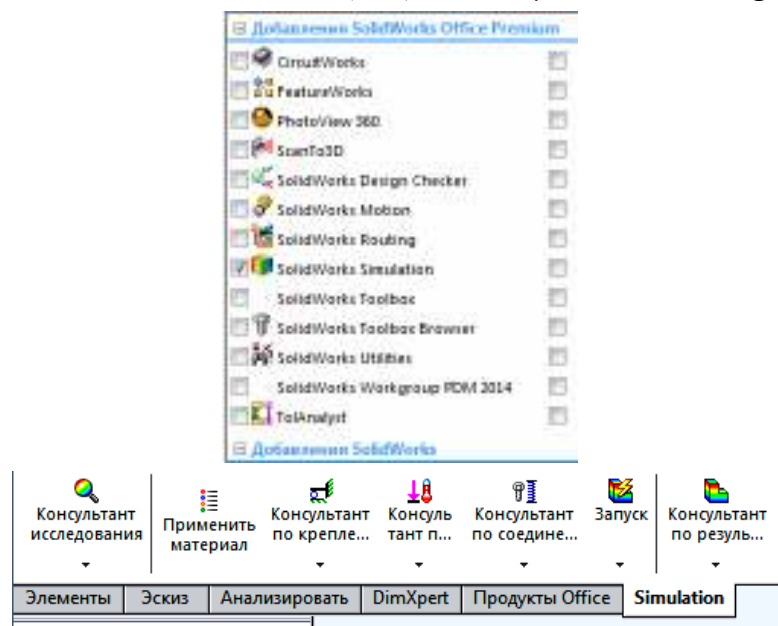 Добавления SolidWorks Office Premium
CircuitWorks
FeatureWorks
PhotoView 360
ScanTo3D
SolidWorks Design Checker
SolidWorks Motion
SolidWorks Routing
SolidWorks Simulation
SolidWorks Toolbox
SolidWorks Toolbox Browser
SolidWorks Utilities
SolidWorks Workgroup PDM 2014
TolAnalyst
Добавления SolidWorks
Консультант исследования
Применить материал
Консультант по крепле...
Консуль тант п...
Консультант по соедине...
Запуск
Консультант по резуль...
Элементы Эскиз Анализировать DimXpert Продукты Office Simulation